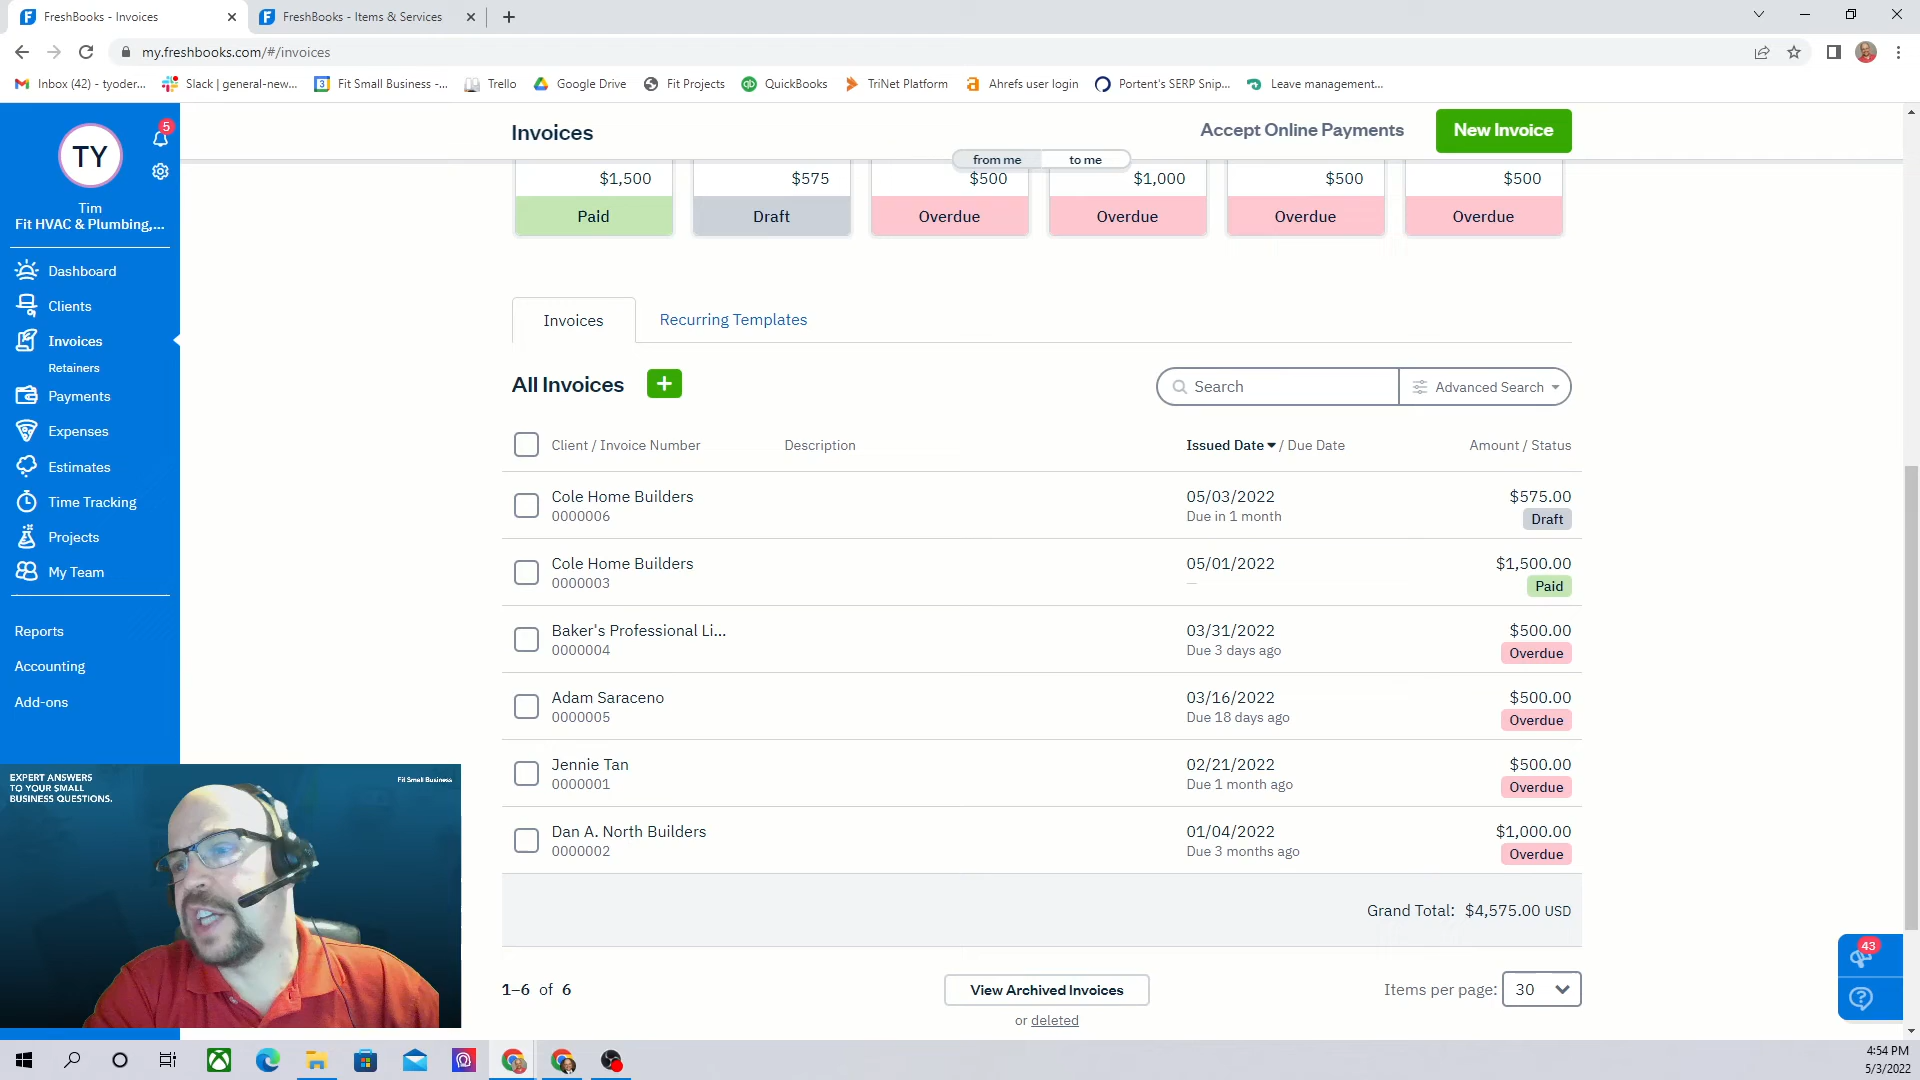 FreshBooks - Invoices
FreshBooks - Items & Services
my.freshbooks.com/#/invoices
Inbox (42) - tyoder...
Slack | general-new...
3
Fit Small Business -...
Trello
Google Drive
Fit Projects
QuickBooks
TriNet Platform
Ahrefs user login
Portent's SERP Snip...
Leave management...
TY
5
Tim
Fit HVAC & Plumbing,...
Dashboard
Clients
Invoices
Retainers
Payments
Expenses
Estimates
Time Tracking
Projects
My Team
Reports
Accounting
Add-ons
Invoices
Accept Online Payments
New Invoice
from me
to me
$1,500
$575
$500
$1,000
$500
$500
Paid
Draft
Overdue
Overdue
Overdue
Overdue
Invoices
Recurring Templates
All Invoices
+
Search
Advanced Search
Client / Invoice Number
Description
Issued Date / Due Date
Amount / Status
Cole Home Builders
05/03/2022
$575.00
0000006
Due in 1 month
Draft
Cole Home Builders
05/01/2022
$1,500.00
0000003
—
Paid
Baker's Professional Li...
03/31/2022
$500.00
0000004
Due 3 days ago
Overdue
Adam Saraceno
03/16/2022
$500.00
0000005
Due 18 days ago
Overdue
Jennie Tan
02/21/2022
$500.00
0000001
Due 1 month ago
Overdue
Dan A. North Builders
01/04/2022
$1,000.00
0000002
Due 3 months ago
Overdue
Grand Total: $4,575.00 USD
1–6 of 6
View Archived Invoices
or deleted
Items per page: 30
43
EXPERT ANSWERS
TO YOUR SMALL
BUSINESS QUESTIONS.
Fit Small Business
4:54 PM
5/3/2022